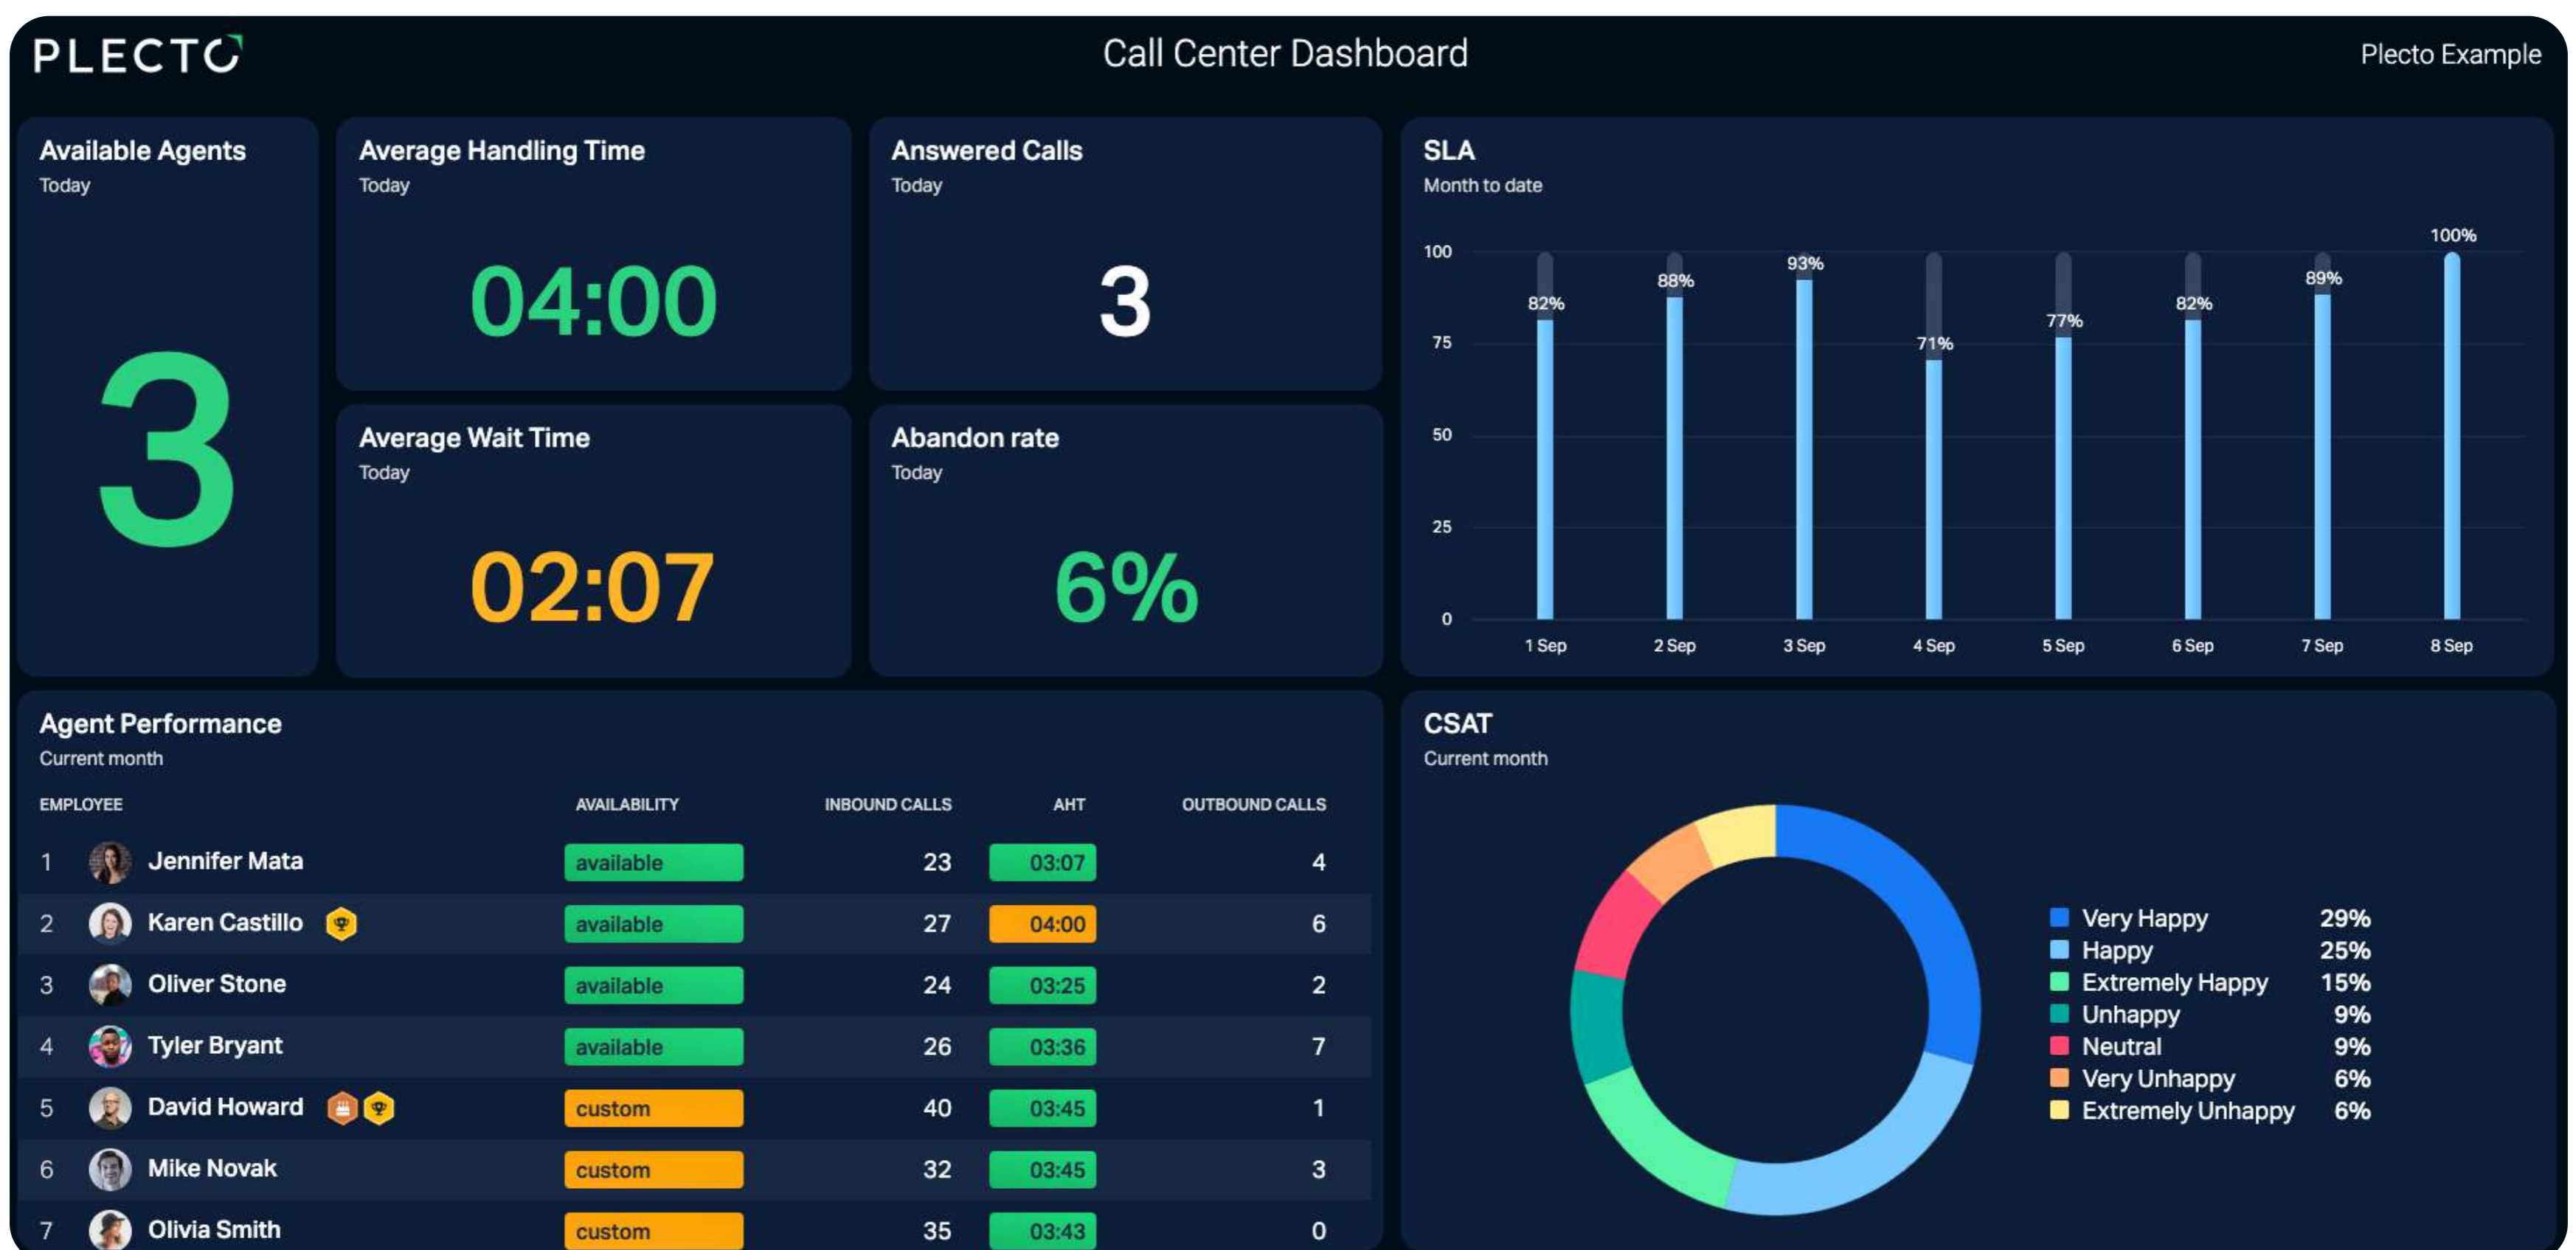 PLECTO
Call Center Dashboard
Plecto Example
Available Agents
Today
3
Average Handling Time
Today
04:00
Answered Calls
Today
3
Average Wait Time
Today
02:07
Abandon rate
Today
6%
SLA
Month to date
100
75
50
25
0
82%
88%
93%
71%
77%
82%
89%
100%
1 Sep
2 Sep
3 Sep
4 Sep
5 Sep
6 Sep
7 Sep
8 Sep
Agent Performance
Current month
EMPLOYEE AVAILABILITY INBOUND CALLS AHT OUTBOUND CALLS
1 Jennifer Mata available 23 03:07 4
2 Karen Castillo available 27 04:00 6
3 Oliver Stone available 24 03:25 2
4 Tyler Bryant available 26 03:36 7
5 David Howard custom 40 03:45 1
6 Mike Novak custom 32 03:45 3
7 Olivia Smith custom 35 03:43 0
CSAT
Current month
Very Happy 29%
Happy 25%
Extremely Happy 15%
Unhappy 9%
Neutral 9%
Very Unhappy 6%
Extremely Unhappy 6%